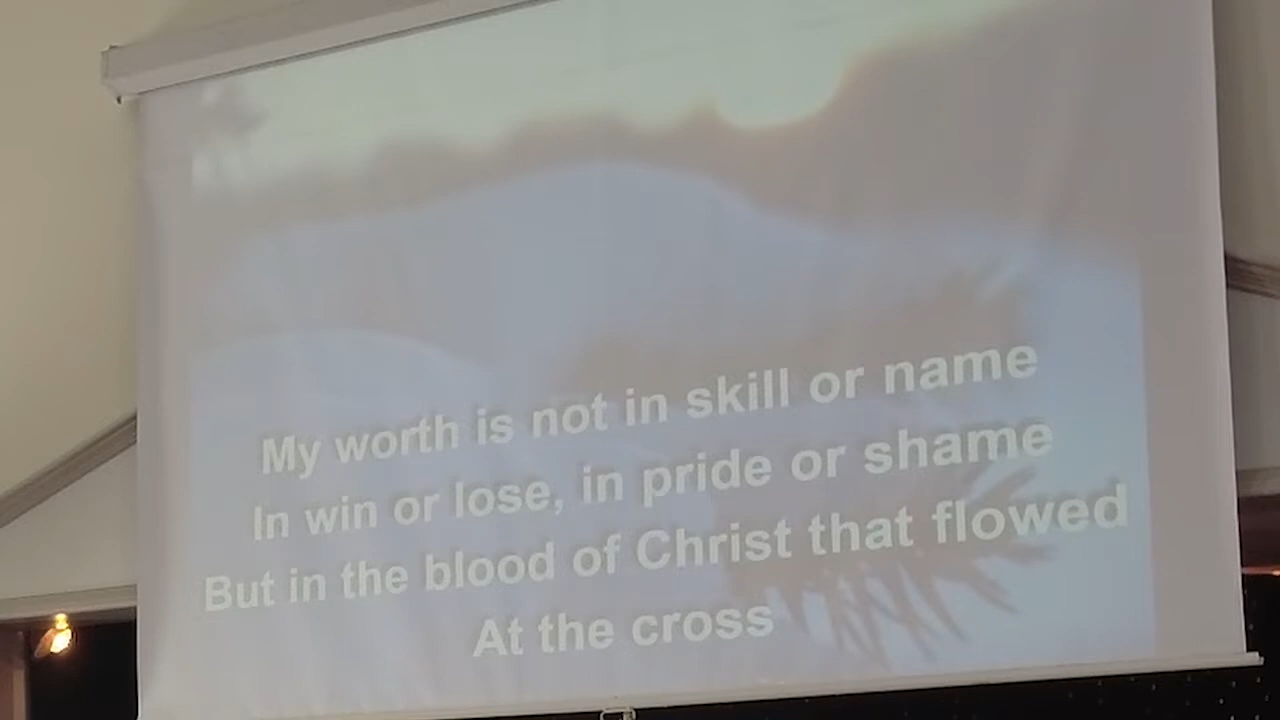 My worth is not in skill or name
In win or lose, in pride or shame
But in the blood of Christ that flowed
At the cross